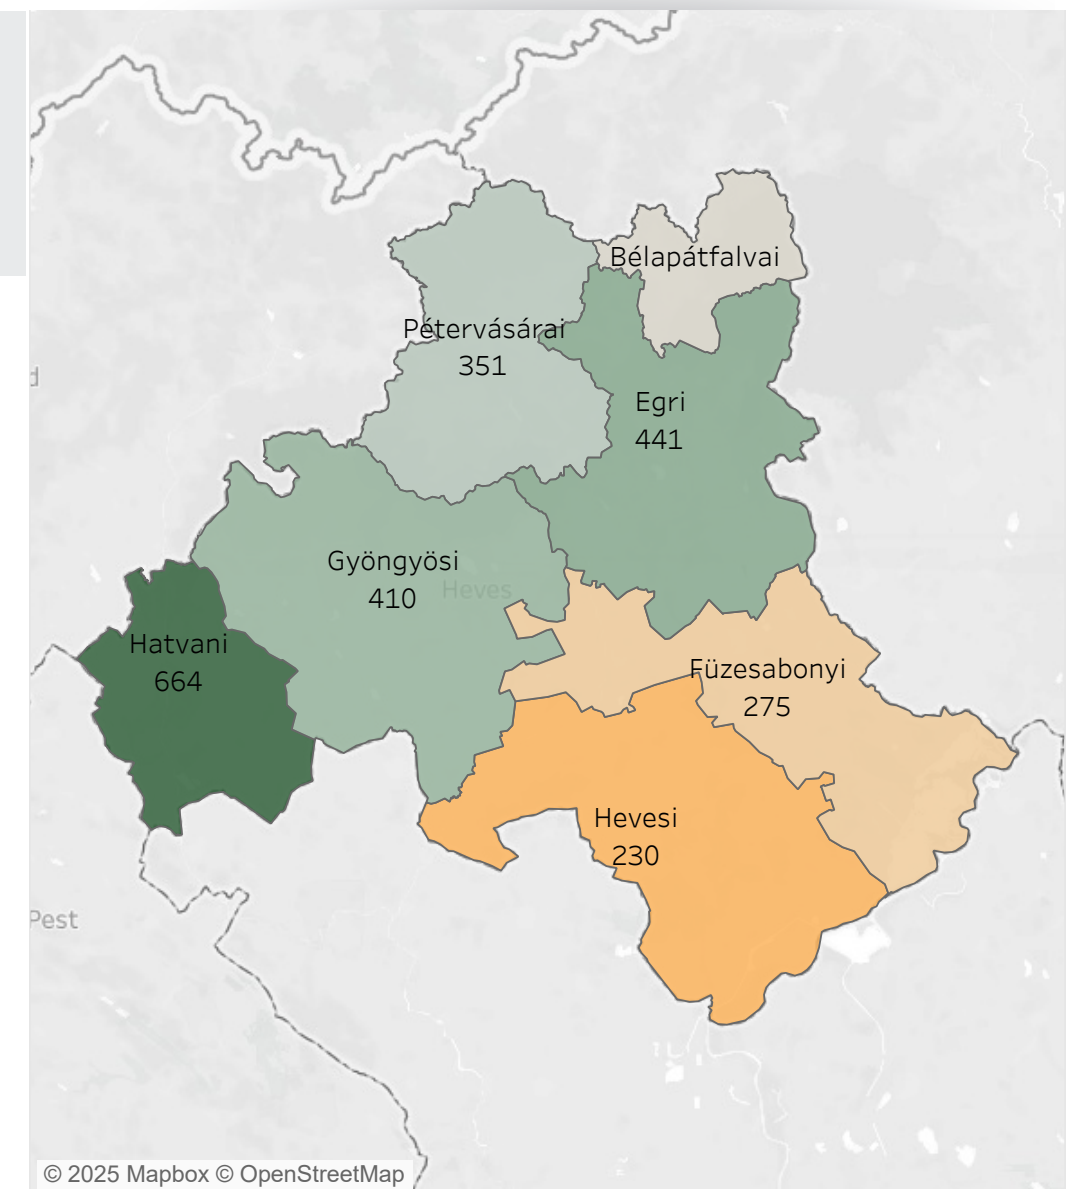 Bélapátfalvai
Pétervásárai
351
d
Egri
441
Gyöngyösi
410
Heves
Hatvani
664
Füzesabonyi
275
Hevesi
230
Pest
© 2025 Mapbox © OpenStreetMap